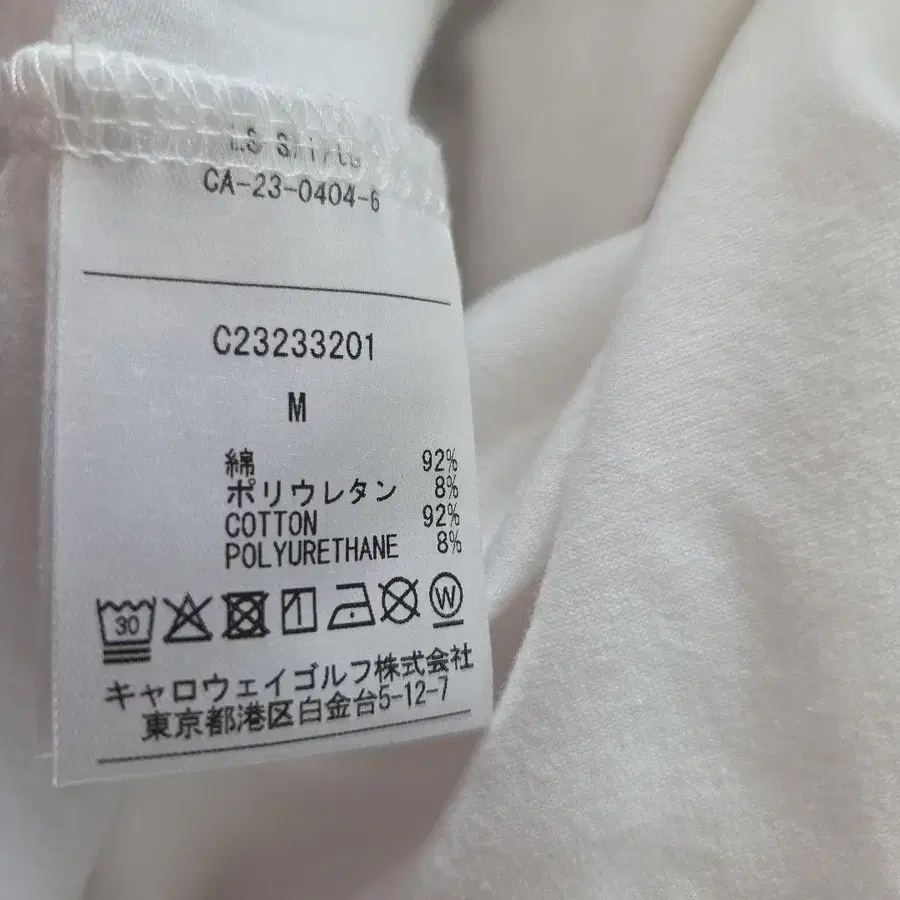 CA-23-0404-6
C23233201
M
綿 92%
ポリウレタン 8%
COTTON 92%
POLYURETHANE 8%
30 W
キャロウェイゴルフ株式会社
東京都港区白金台5-12-7